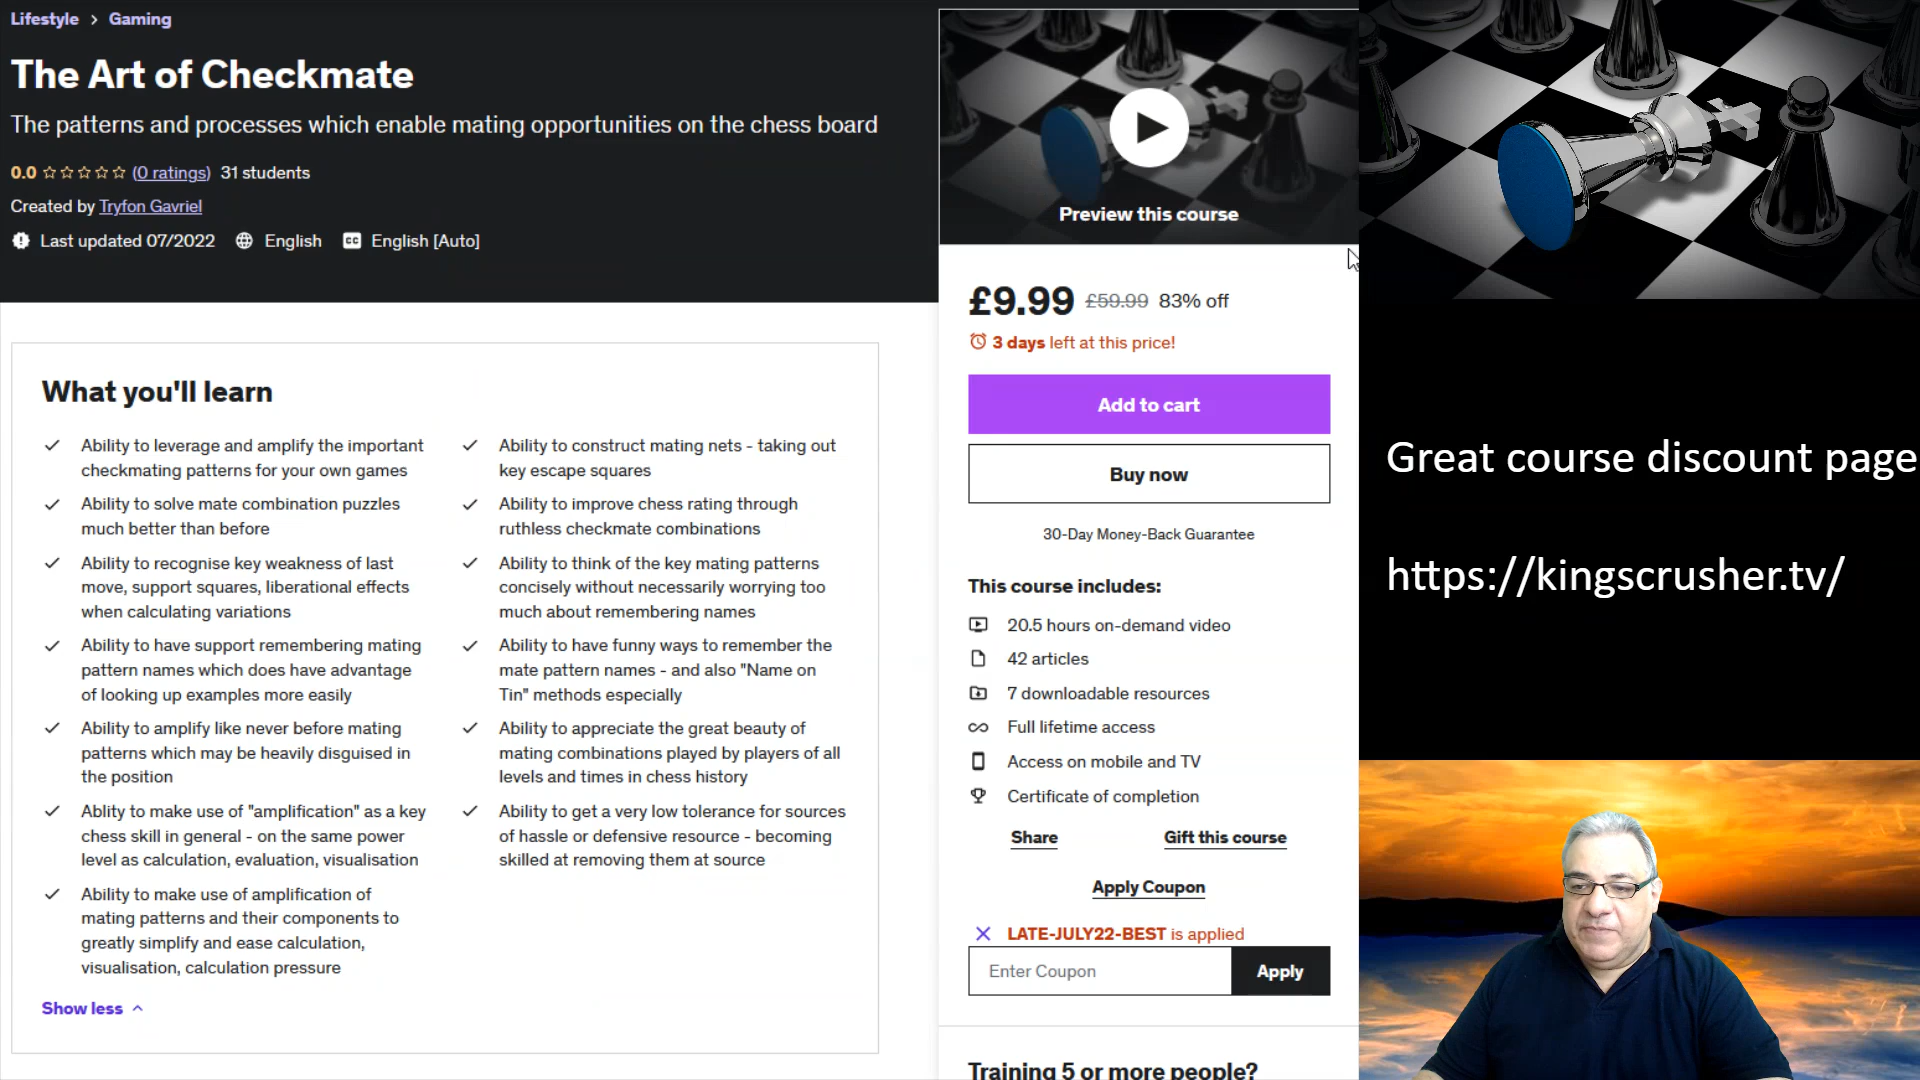 Lifestyle > Gaming
The Art of Checkmate
The patterns and processes which enable mating opportunities on the chess board
0.0 (0 ratings) 31 students
Created by Tryfon Gavriel
Last updated 07/2022 English CC English [Auto]
What you'll learn
Ability to leverage and amplify the important
checkmating patterns for your own games
Ability to solve mate combination puzzles
much better than before
Ability to recognise key weakness of last
move, support squares, liberational effects
when calculating variations
Ability to have support remembering mating
pattern names which does have advantage
of looking up examples more easily
Ability to amplify like never before mating
patterns which may be heavily disguised in
the position
Ablity to make use of "amplification" as a key
chess skill in general - on the same power
level as calculation, evaluation, visualisation
Ability to make use of amplification of
mating patterns and their components to
greatly simplify and ease calculation,
visualisation, calculation pressure
Ability to construct mating nets - taking out
key escape squares
Ability to improve chess rating through
ruthless checkmate combinations
Ability to think of the key mating patterns
concisely without necessarily worrying too
much about remembering names
Ability to have funny ways to remember the
mate pattern names - and also "Name on
Tin" methods especially
Ability to appreciate the great beauty of
mating combinations played by players of all
levels and times in chess history
Ability to get a very low tolerance for sources
of hassle or defensive resource - becoming
skilled at removing them at source
Show less
Preview this course
£9.99 £59.99 83% off
3 days left at this price!
Add to cart
Buy now
30-Day Money-Back Guarantee
This course includes:
20.5 hours on-demand video
42 articles
7 downloadable resources
Full lifetime access
Access on mobile and TV
Certificate of completion
Share Gift this course
Apply Coupon
LATE-JULY22-BEST is applied
Enter Coupon Apply
Training 5 or more people?
Great course discount page
https://kingscrusher.tv/